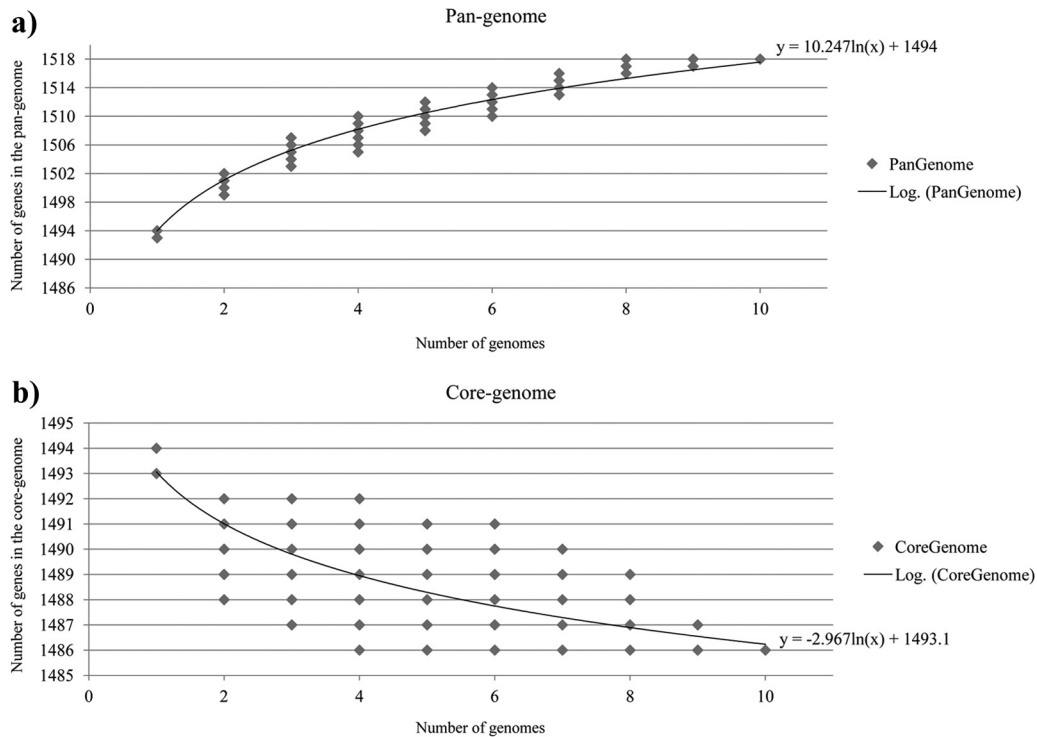 a)
Pan-genome
y = 10.247ln(x) + 1494
Number of genes in the pan-genome
1518
1514
1510
1506
1502
1498
1494
1490
1486
0 2 4 6 8 10
Number of genomes
PanGenome
Log. (PanGenome)
b)
Core-genome
Number of genes in the core-genome
1495
1494
1493
1492
1491
1490
1489
1488
1487
1486
1485
0 2 4 6 8 10
Number of genomes
CoreGenome
Log. (CoreGenome)
y = -2.967ln(x) + 1493.1